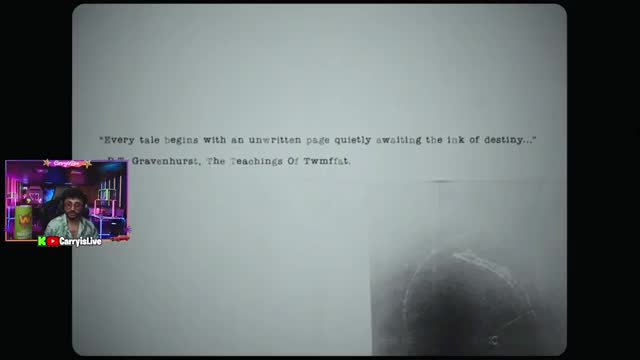 "Every tale begins with an unwritten page quietly awaiting the ink of destiny..."
Gravenhurst, The Teachings Of Twmffat.
CarryisLive
K CarryisLive